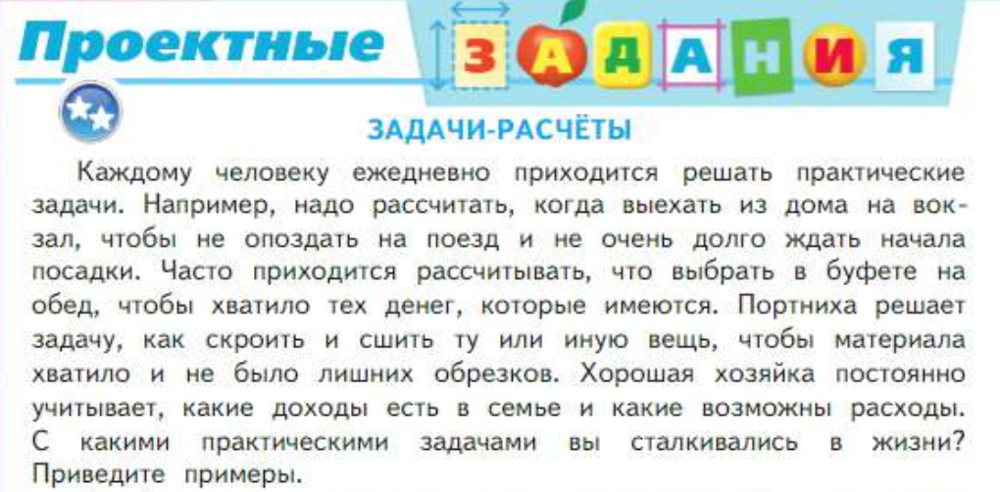 Проектные ЗАДАНИЯ
ЗАДАЧИ-РАСЧЁТЫ
Каждому человеку ежедневно приходится решать практические
задачи. Например, надо рассчитать, когда выехать из дома на вок-
зал, чтобы не опоздать на поезд и не очень долго ждать начала
посадки. Часто приходится рассчитывать, что выбрать в буфете на
обед, чтобы хватило тех денег, которые имеются. Портниха решает
задачу, как скроить и сшить ту или иную вещь, чтобы материала
хватило и не было лишних обрезков. Хорошая хозяйка постоянно
учитывает, какие доходы есть в семье и какие возможны расходы.
С какими практическими задачами вы сталкивались в жизни?
Приведите примеры.